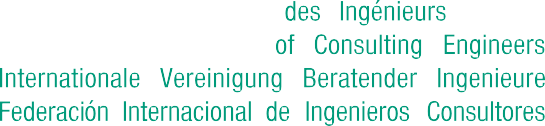 des Ingénieurs
of Consulting Engineers
Internationale Vereinigung Beratender Ingenieure
Federación Internacional de Ingenieros Consultores